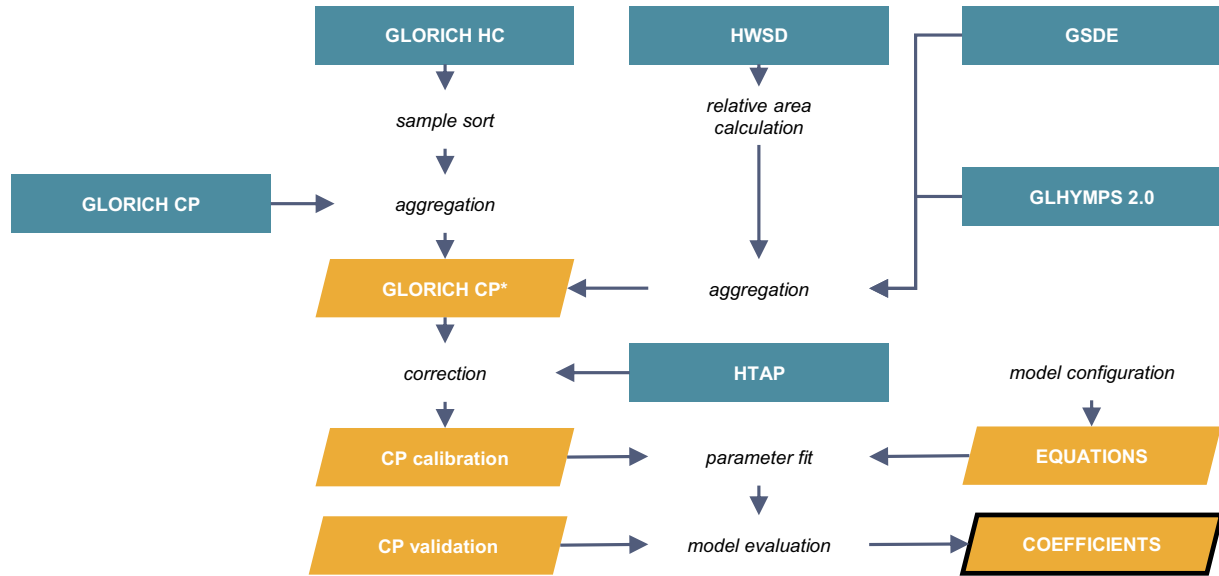 GLORICH HC
HWSD
GSDE
sample sort
relative area
calculation
GLORICH CP
aggregation
GLHYMPS 2.0
GLORICH CP*
aggregation
correction
HTAP
model configuration
CP calibration
parameter fit
EQUATIONS
CP validation
model evaluation
COEFFICIENTS